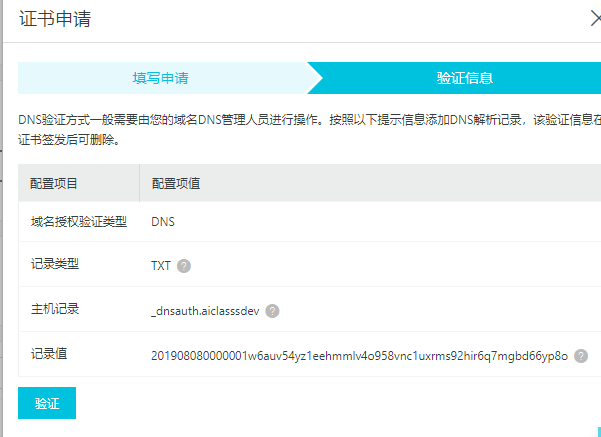 证书申请
填写申请
验证信息
DNS验证方式一般需要由您的域名DNS管理人员进行操作。按照以下提示信息添加DNS解析记录，该验证信息在
证书签发后可删除。
配置项目 配置项值
域名授权验证类型 DNS
记录类型 TXT ?
主机记录 _dnsauth.aiclasssdev ?
记录值 201908080000001w6auv54yz1eehmmlv4o958vnc1uxrms92hir6q7mgbd66yp8o ?
验证